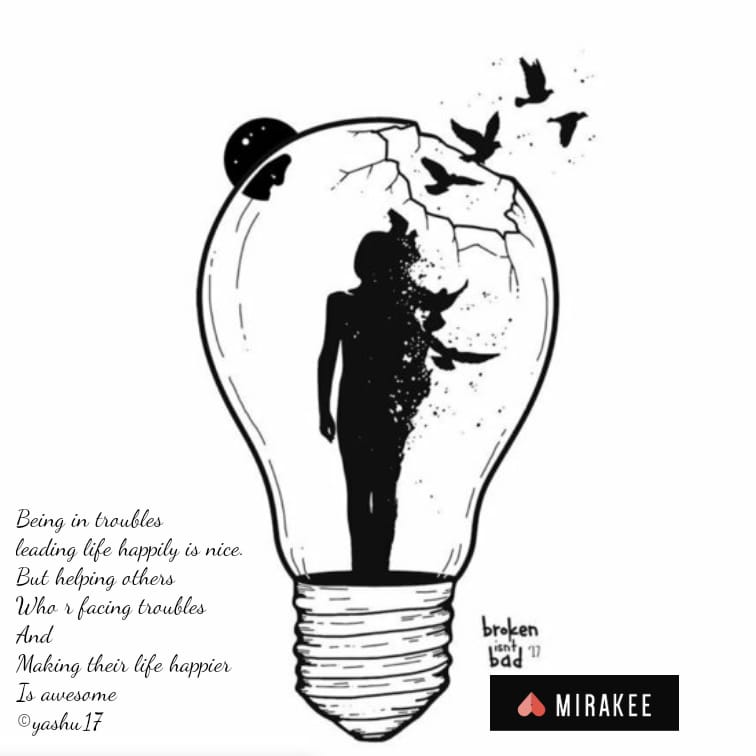 Being in troubles
leading life happily is nice.
But helping others
Who r facing troubles
And
Making their life happier
Is awesome
©yashu17
broken
isnt
bad '17
MIRAKEE